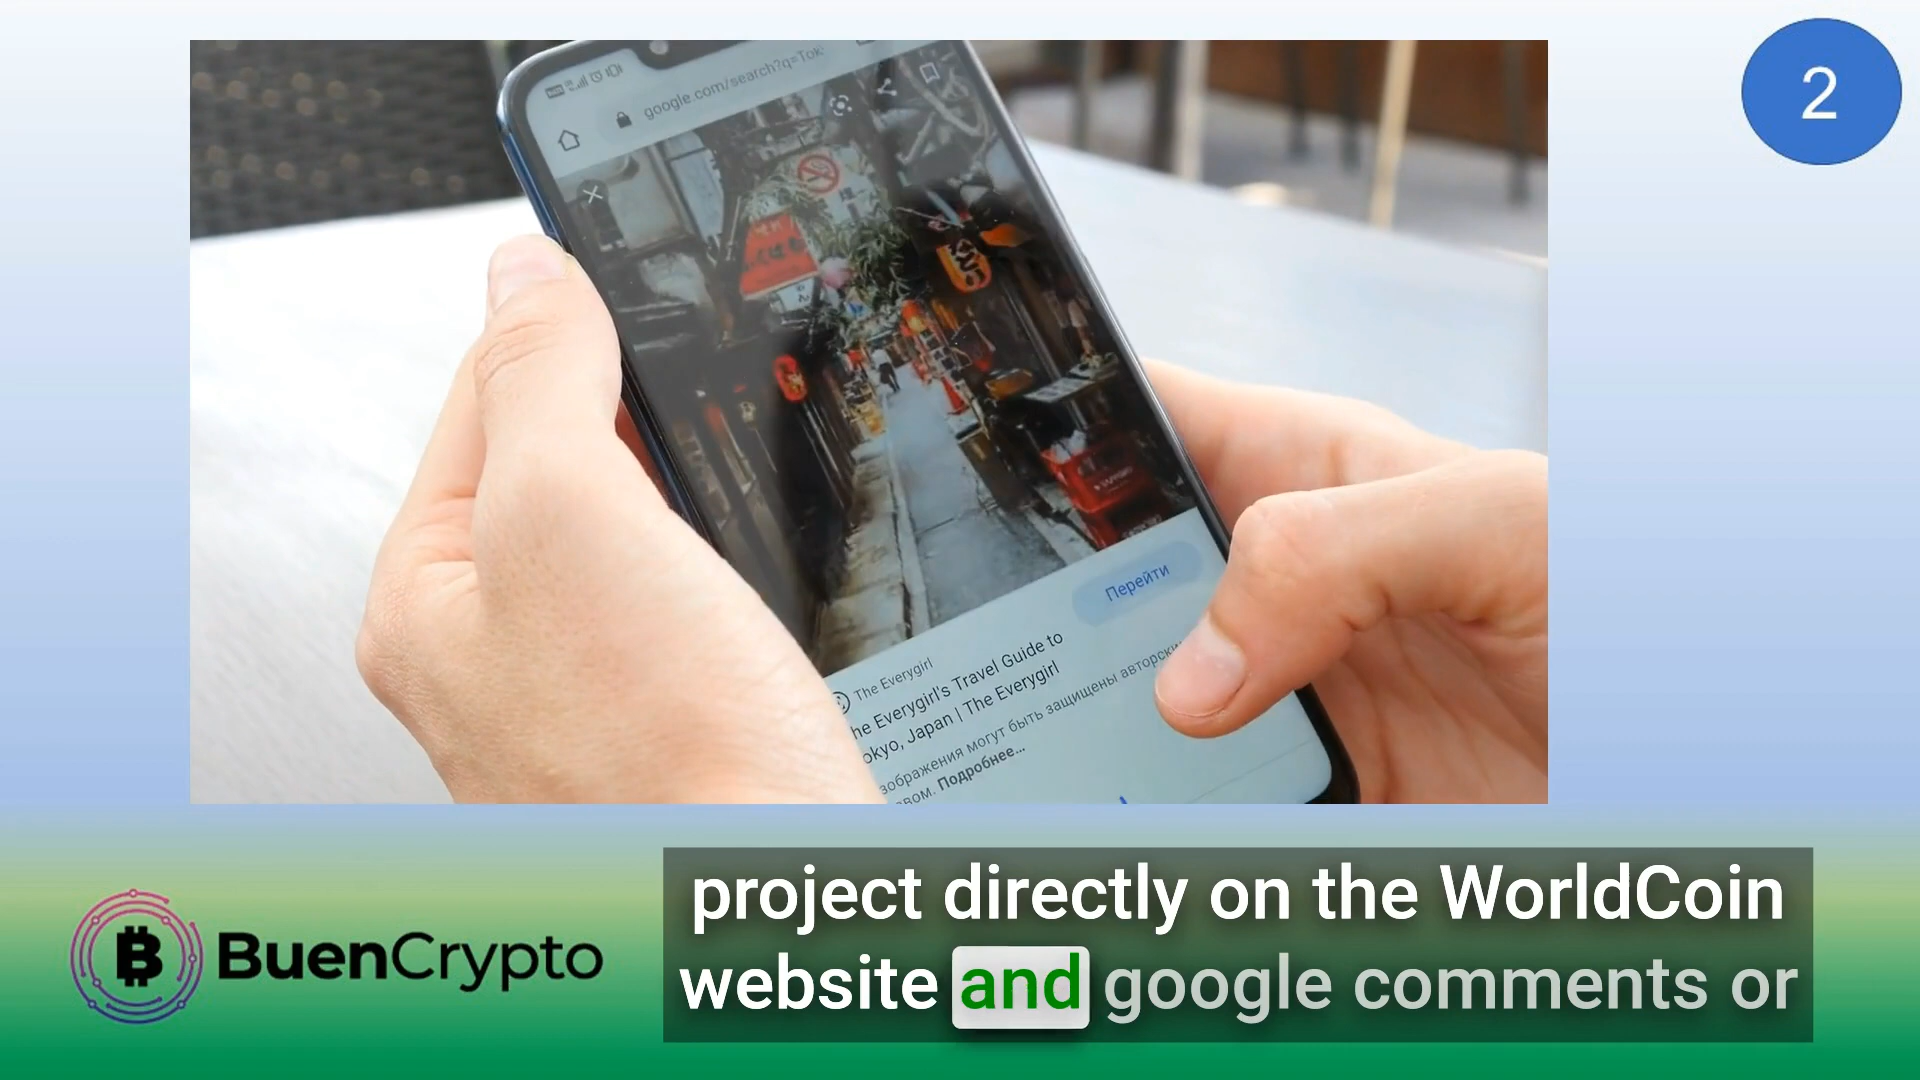 2
google.com/search?q=Tok
Перейти
The Everygirl
he Everygirl's Travel Guide to
okyo, Japan | The Everygirl
зображения могут быть защищены авторски
вом. Подробнее...
BuenCrypto
project directly on the WorldCoin
website and google comments or